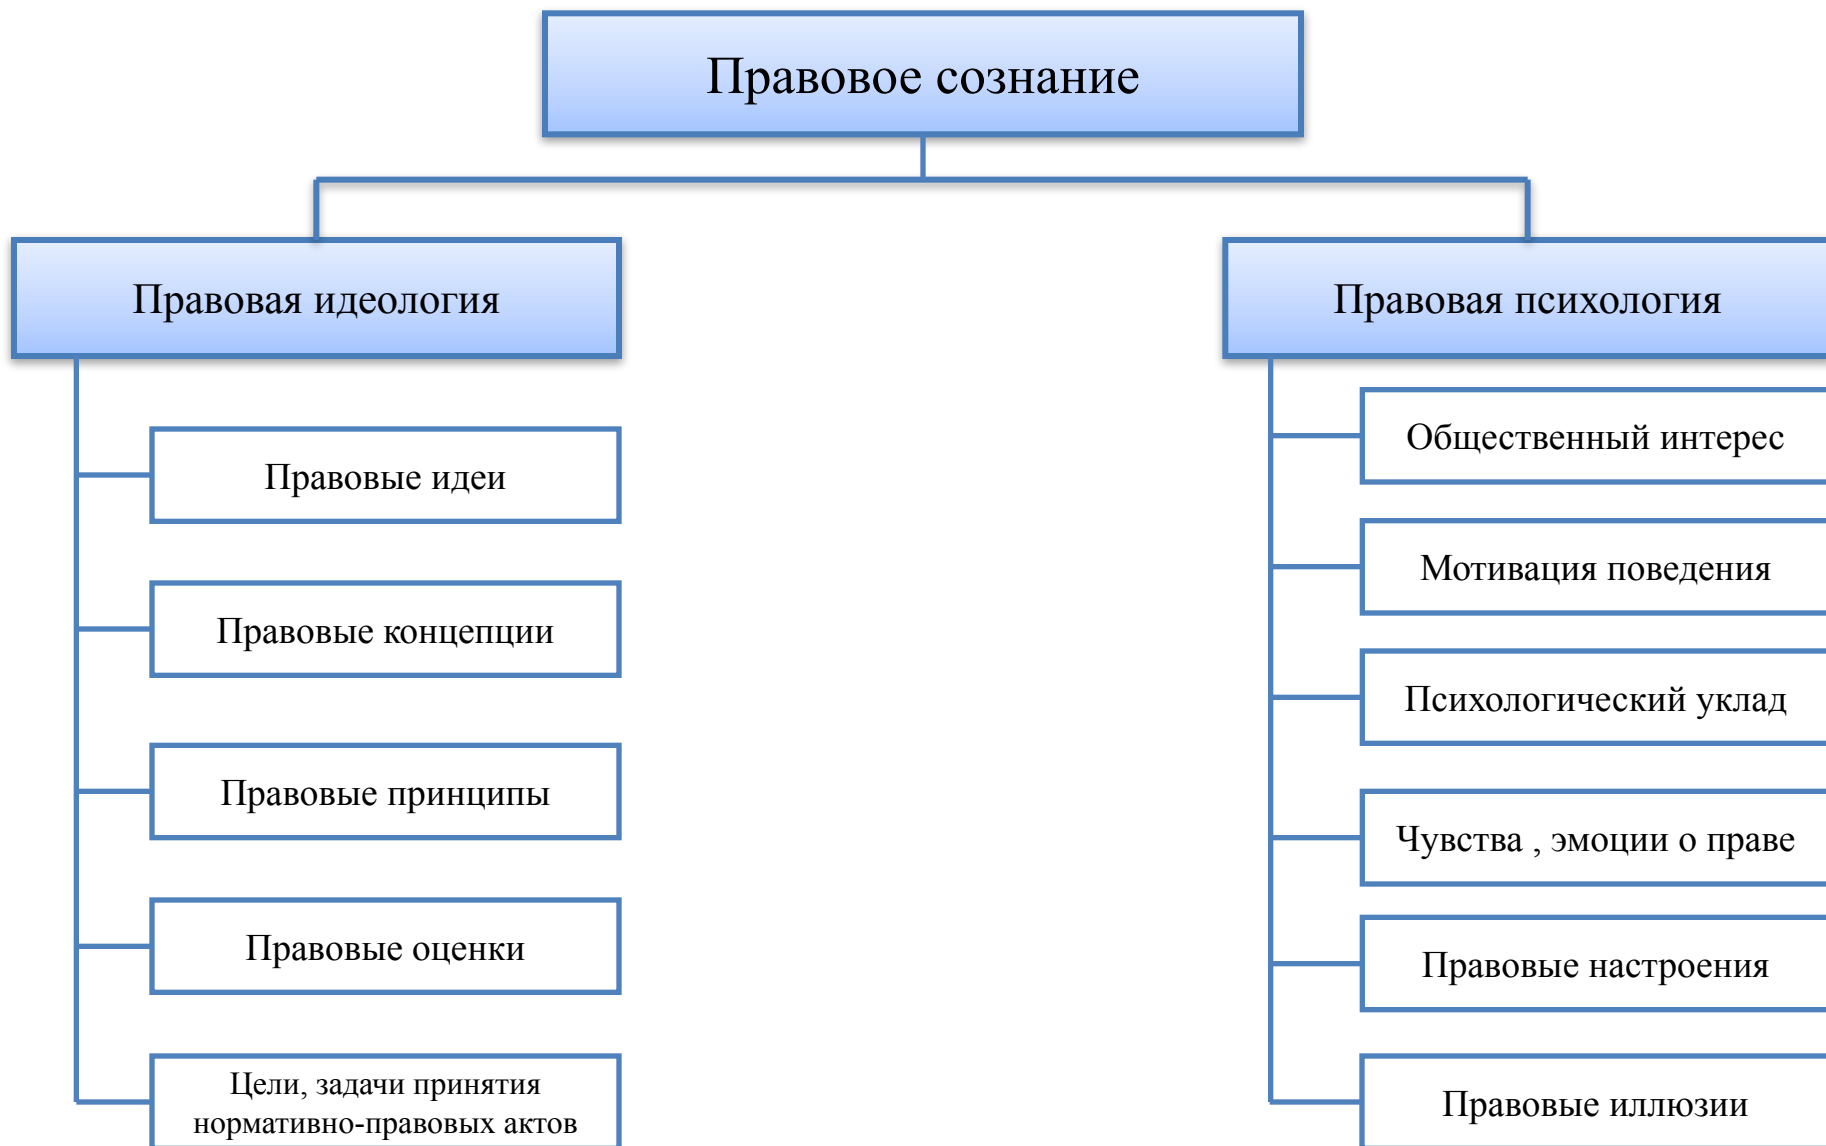 Правовое сознание
Правовая идеология
Правовые идеи
Правовые концепции
Правовые принципы
Правовые оценки
Цели, задачи принятия
нормативно-правовых актов
Правовая психология
Общественный интерес
Мотивация поведения
Психологический уклад
Чувства , эмоции о праве
Правовые настроения
Правовые иллюзии